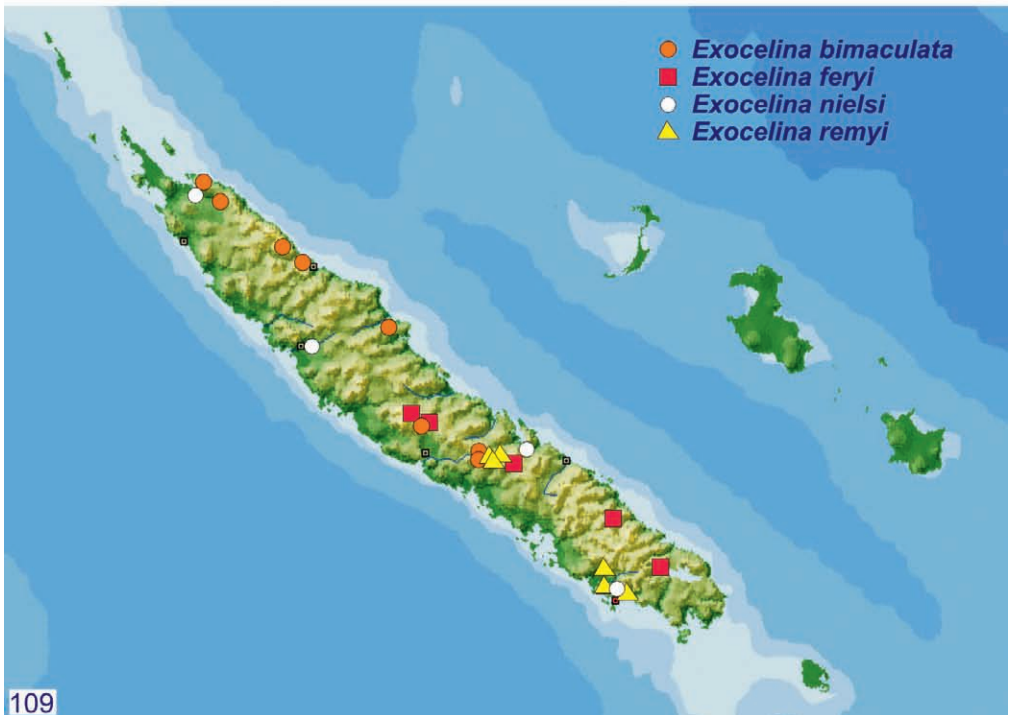 Exocelina bimaculata
Exocelina feryi
Exocelina nielsi
Exocelina remyi
109